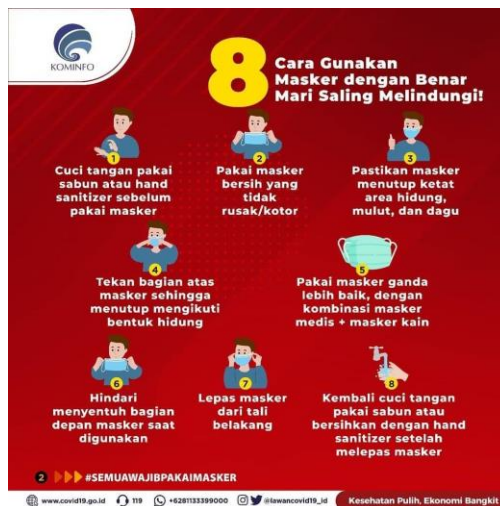 KOMINFO
8
Cara Gunakan
Masker dengan Benar
Mari Saling Melindungi!
1
Cuci tangan pakai
sabun atau hand
sanitizer sebelum
pakai masker
2
Pakai masker
bersih yang
tidak
rusak/kotor
3
Pastikan masker
menutup ketat
area hidung,
mulut, dan dagu
4
Tekan bagian atas
masker sehingga
menutup mengikuti
bentuk hidung
5
Pakai masker ganda
lebih baik, dengan
kombinasi masker
medis + masker kain
6
Hindari
menyentuh bagian
depan masker saat
digunakan
7
Lepas masker
dari tali
belakang
8
Kembali cuci tangan
pakai sabun atau
bersihkan dengan hand
sanitizer setelah
melepas masker
2 #SEMUAWAJIBPAKAIMASKER
www.covid19.go.id 119 +6281133399000 @lawancovid19_id Kesehatan Pulih, Ekonomi Bangkit